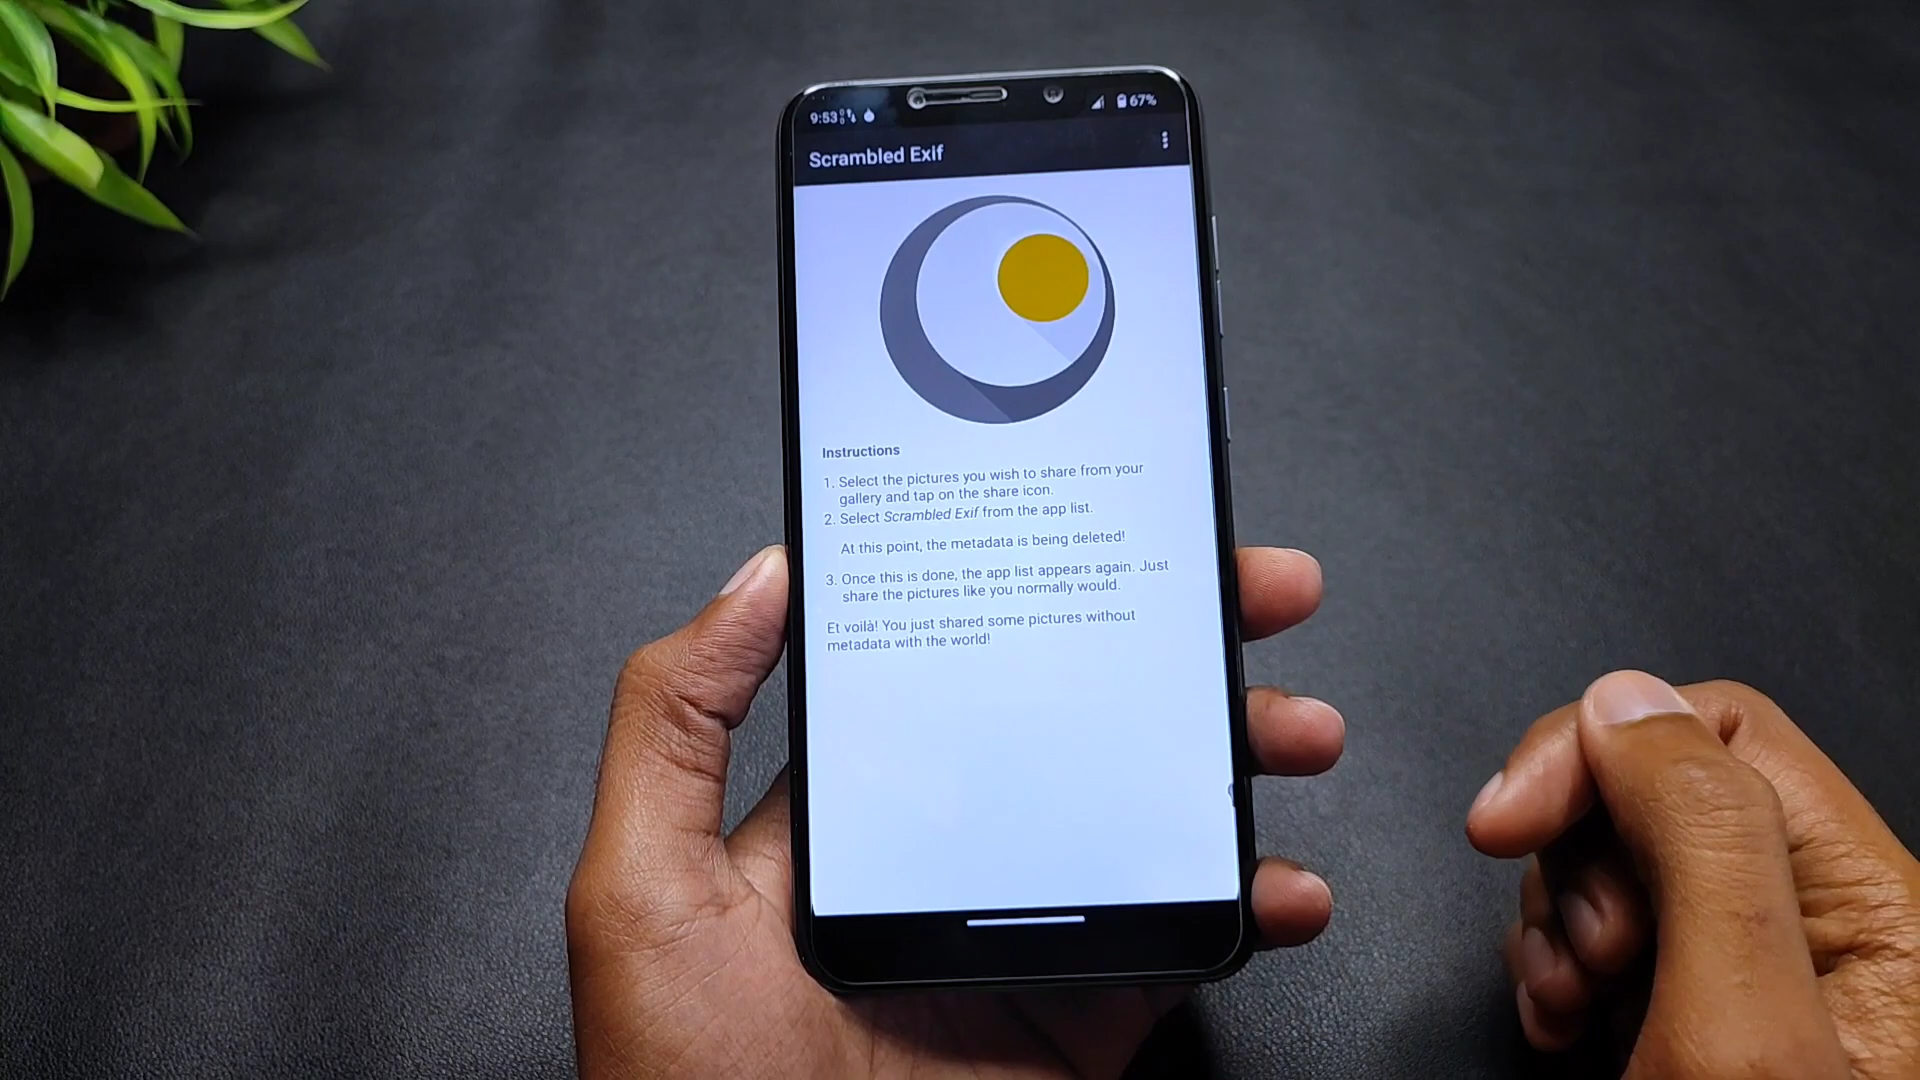 9:53
67%
Scrambled Exif
Instructions
1. Select the pictures you wish to share from your
gallery and tap on the share icon.
2. Select Scrambled Exif from the app list.
At this point, the metadata is being deleted!
3. Once this is done, the app list appears again. Just
share the pictures like you normally would.
Et voilà! You just shared some pictures without
metadata with the world!